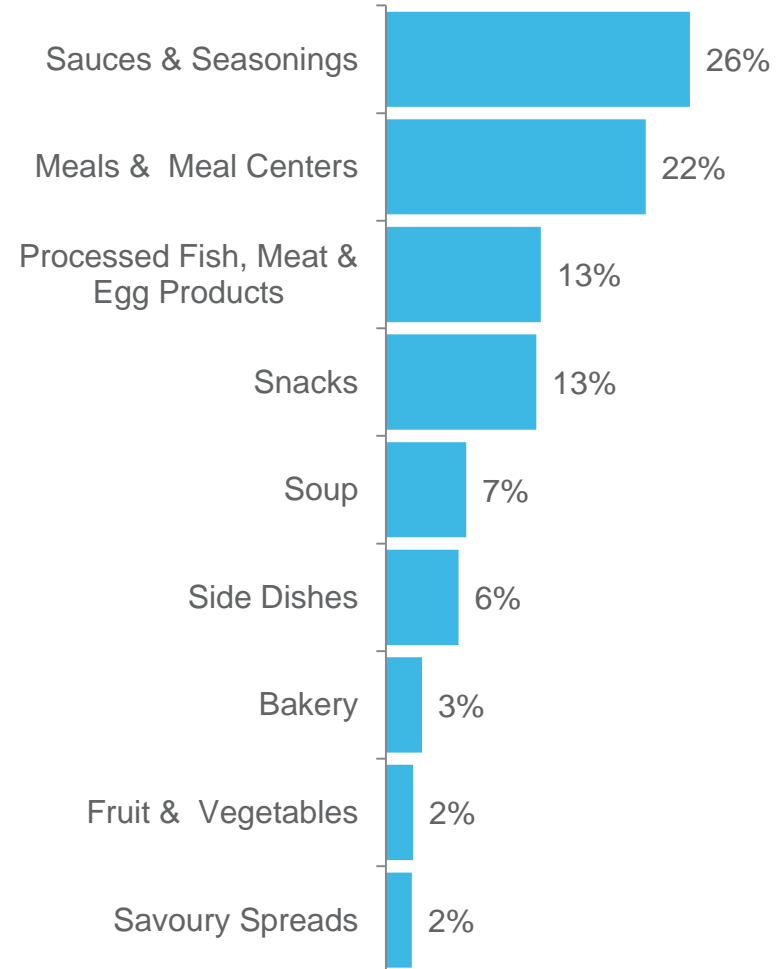 Sauces & Seasonings
26%
Meals & Meal Centers
22%
Processed Fish, Meat &
Egg Products
13%
Snacks
13%
Soup
7%
Side Dishes
6%
Bakery
3%
Fruit & Vegetables
2%
Savoury Spreads
2%